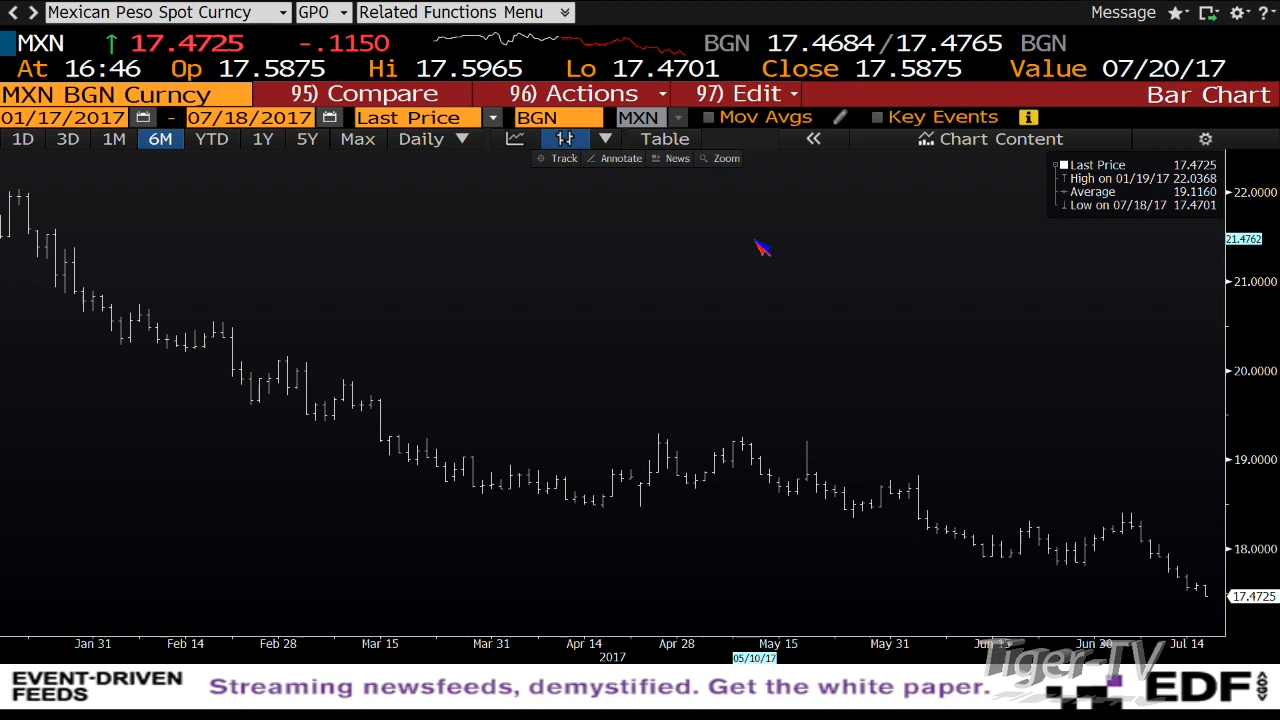 Mexican Peso Spot Curncy GPO Related Functions Menu Message
MXN ↑ 17.4725 -.1150 BGN 17.4684/17.4765 BGN
At 16:46 Op 17.5875 Hi 17.5965 Lo 17.4701 Close 17.5875 Value 07/20/17
MXN BGN Curncy 95) Compare 96) Actions 97) Edit Bar Chart
01/17/2017 - 07/18/2017 Last Price BGN MXN Mov Avgs Key Events
1D 3D 1M 6M YTD 1Y 5Y Max Daily Table « Chart Content
Track Annotate News Zoom
Last Price 17.4725
High on 01/19/17 22.0368
Average 19.1160
Low on 07/18/17 17.4701
22.0000
21.4762
21.0000
20.0000
19.0000
18.0000
17.4725
Jan 31 Feb 14 Feb 28 Mar 15 Mar 31 Apr 14 Apr 28 May 15 May 31 Jun 15 Jun 30 Jul 14
2017 05/10/17
Tiger-TV
EVENT-DRIVEN
FEEDS
Streaming newsfeeds, demystified. Get the white paper.
EDF